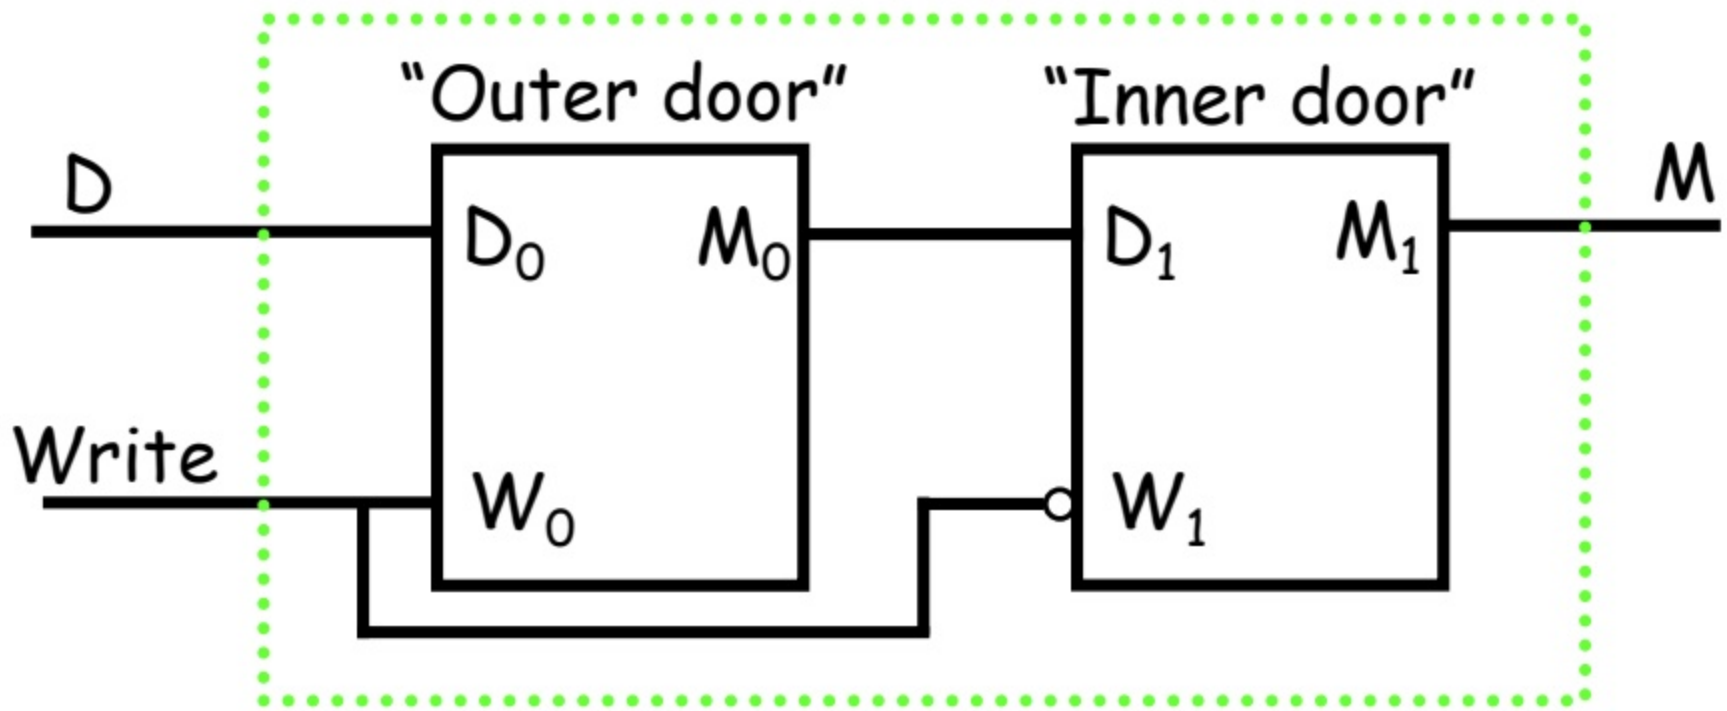 “Outer door”
“Inner door”
D
M
D₀
M₀
D₁
M₁
Write
W₀
W₁